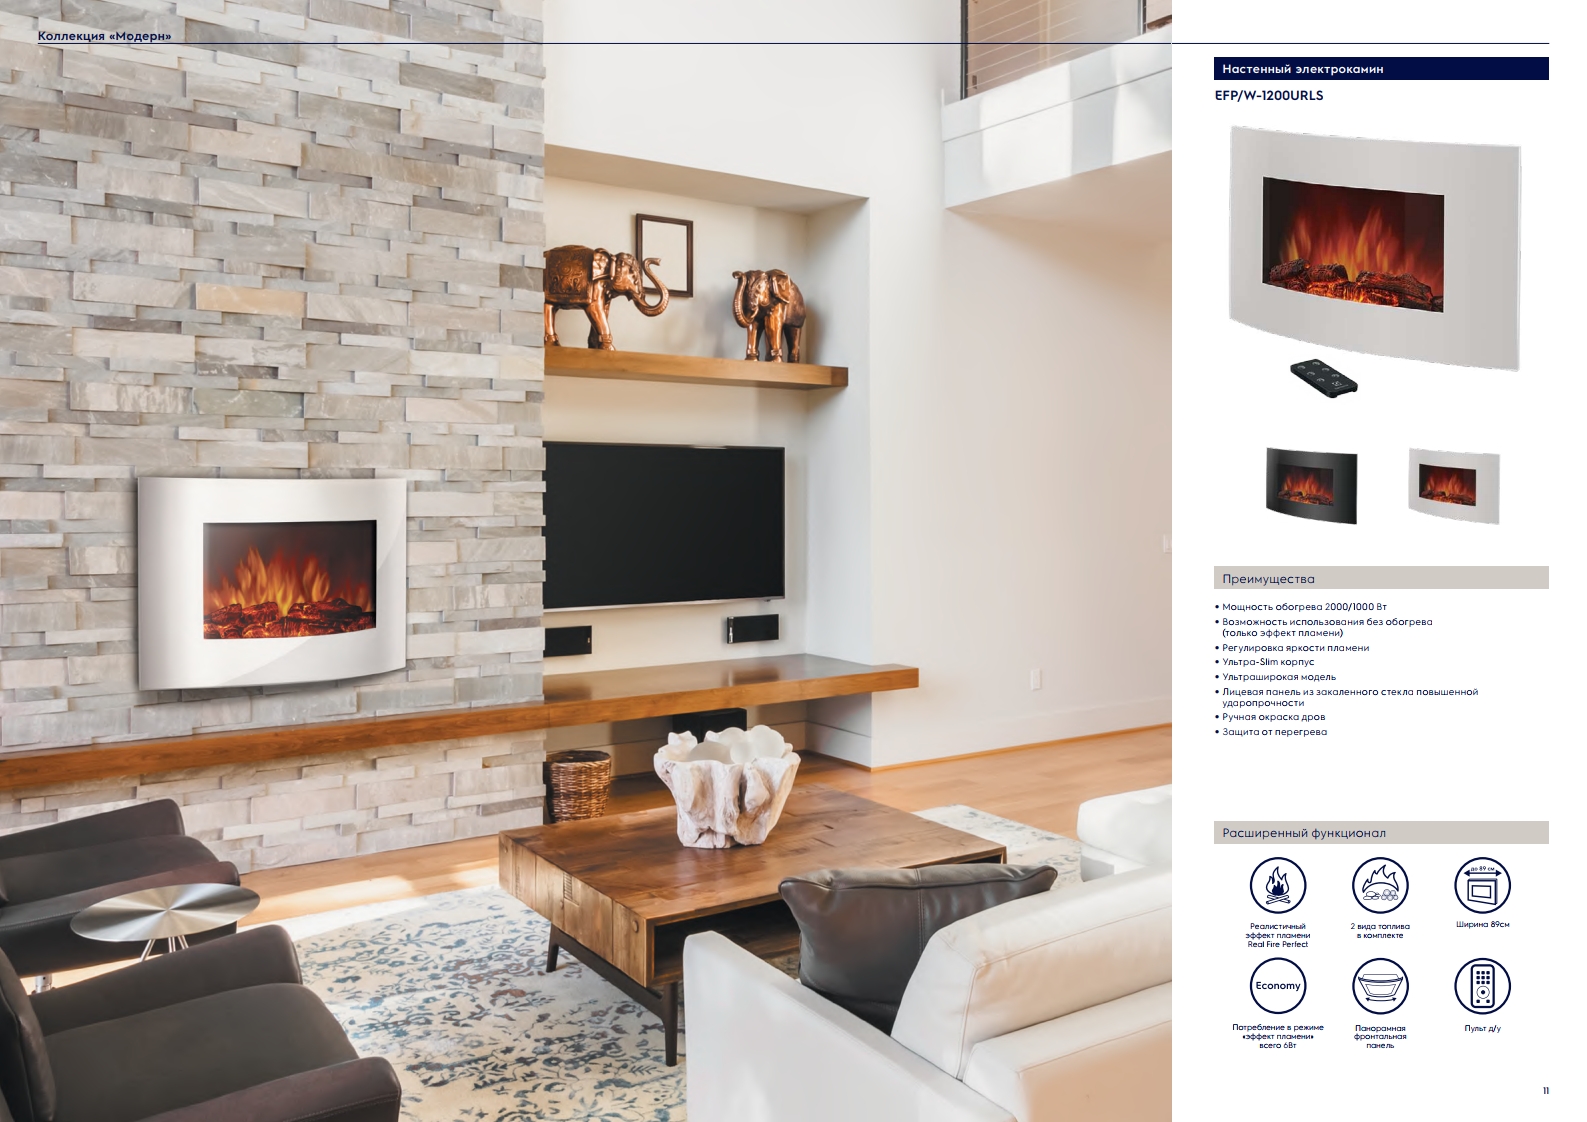 Коллекция «Модерн»
Настенный электрокамин
EFP/W-1200URLS
Преимущества
• Мощность обогрева 2000/1000 Вт
• Возможность использования без обогрева
(только эффект пламени)
• Регулировка яркости пламени
• Ультра-Slim корпус
• Ультраширокая модель
• Лицевая панель из закаленного стекла повышенной
ударопрочности
• Ручная окраска дров
• Защита от перегрева
Расширенный функционал
до 89 см
Реалистичный
эффект пламени
Real Fire Perfect
2 вида топлива
в комплекте
Ширина 89см
Economy
Потребление в режиме
«эффект пламени»
всего 6Вт
Панорамная
фронтальная
панель
Пульт д/у
11